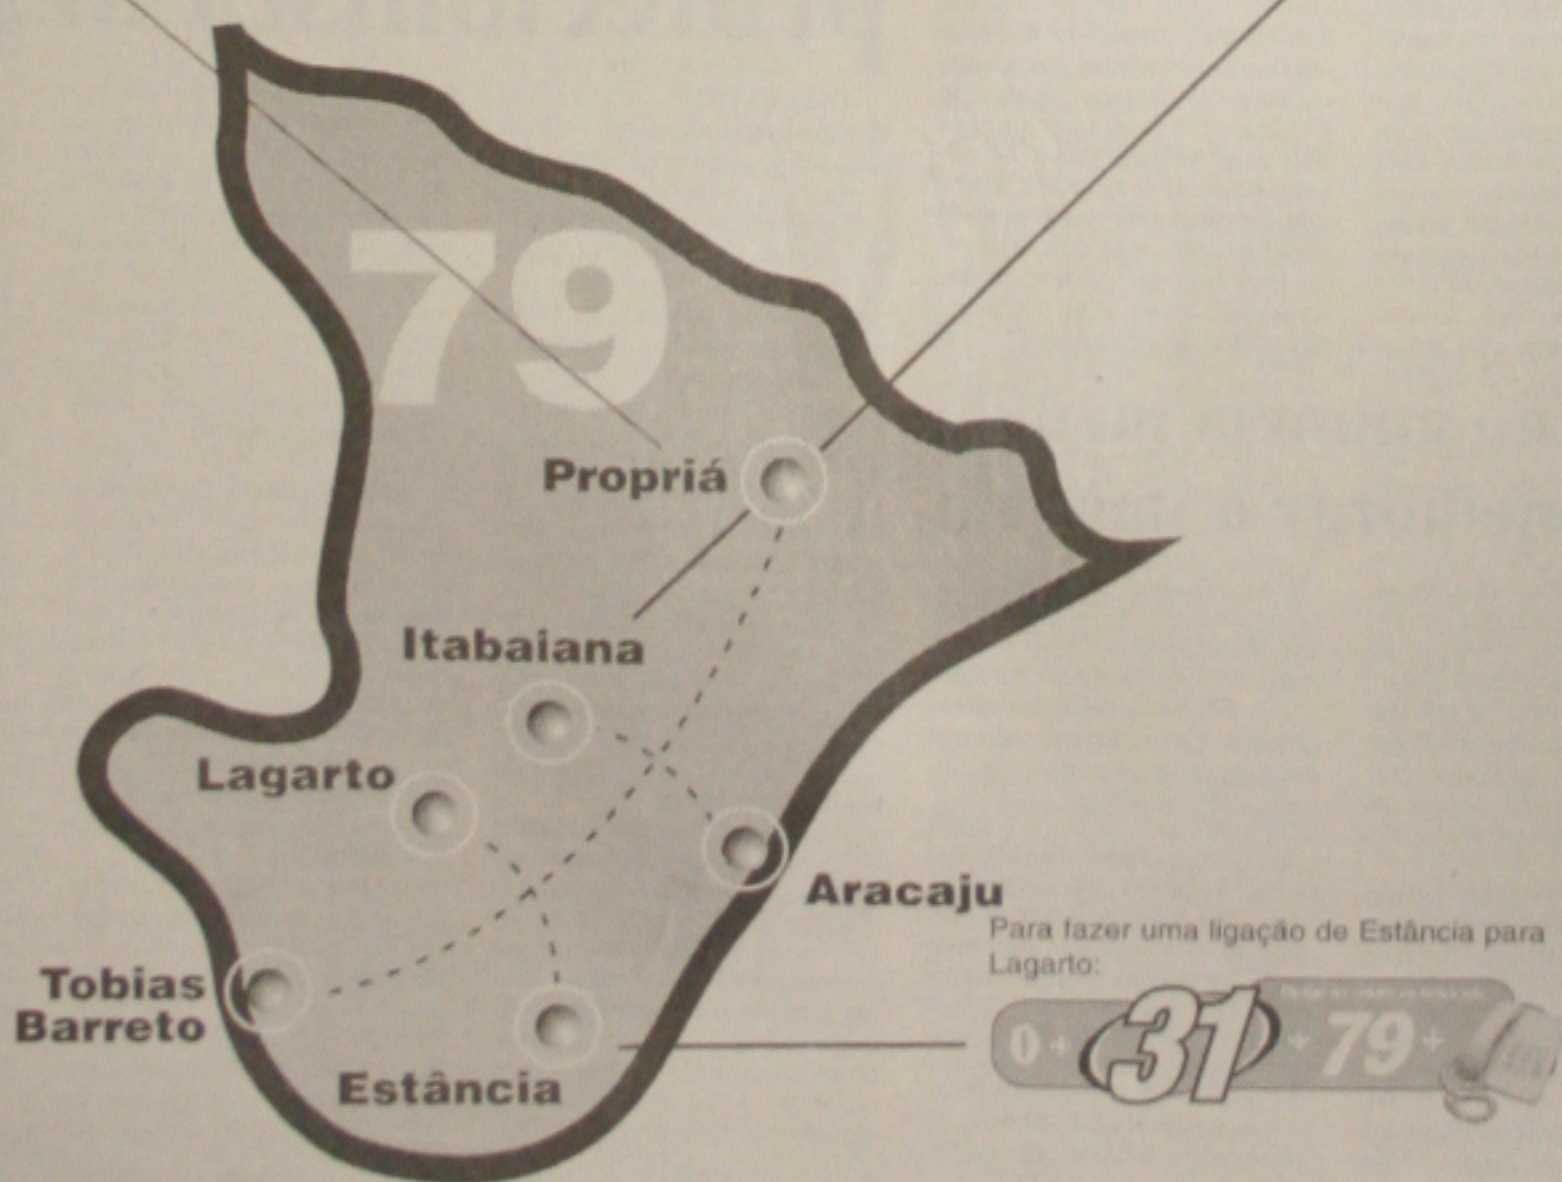 79
Propriá
Itabaiana
Lagarto
Aracaju
Para fazer uma ligação de Estância para
Lagarto:
Tobias
Barreto
0 + 31 + 79 +
Estância